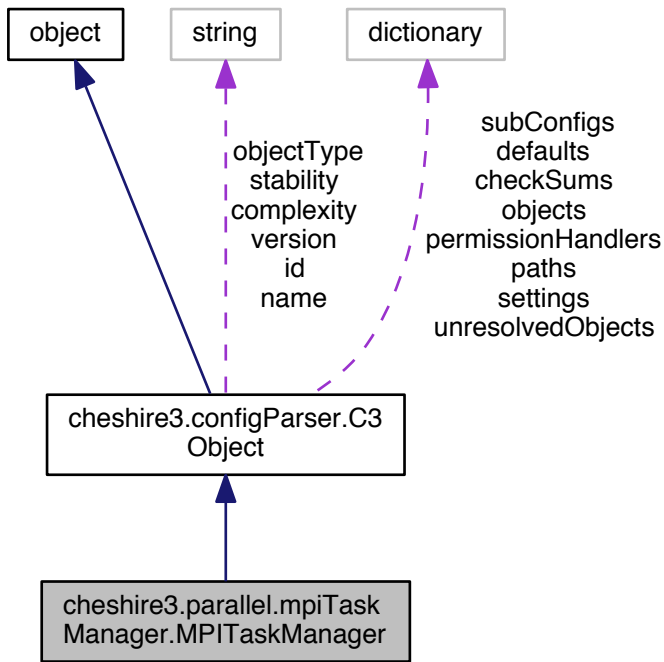 object
string
dictionary
objectType
stability
complexity
version
id
name
subConfigs
defaults
checkSums
objects
permissionHandlers
paths
settings
unresolvedObjects
cheshire3.configParser.C3
Object
cheshire3.parallel.mpiTask
Manager.MPITaskManager